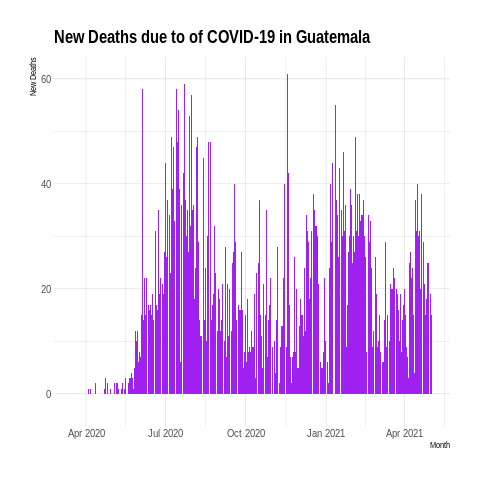 New Deaths due to of COVID-19 in Guatemala
New Deaths
60
40
20
0
Apr 2020 Jul 2020 Oct 2020 Jan 2021 Apr 2021
Month